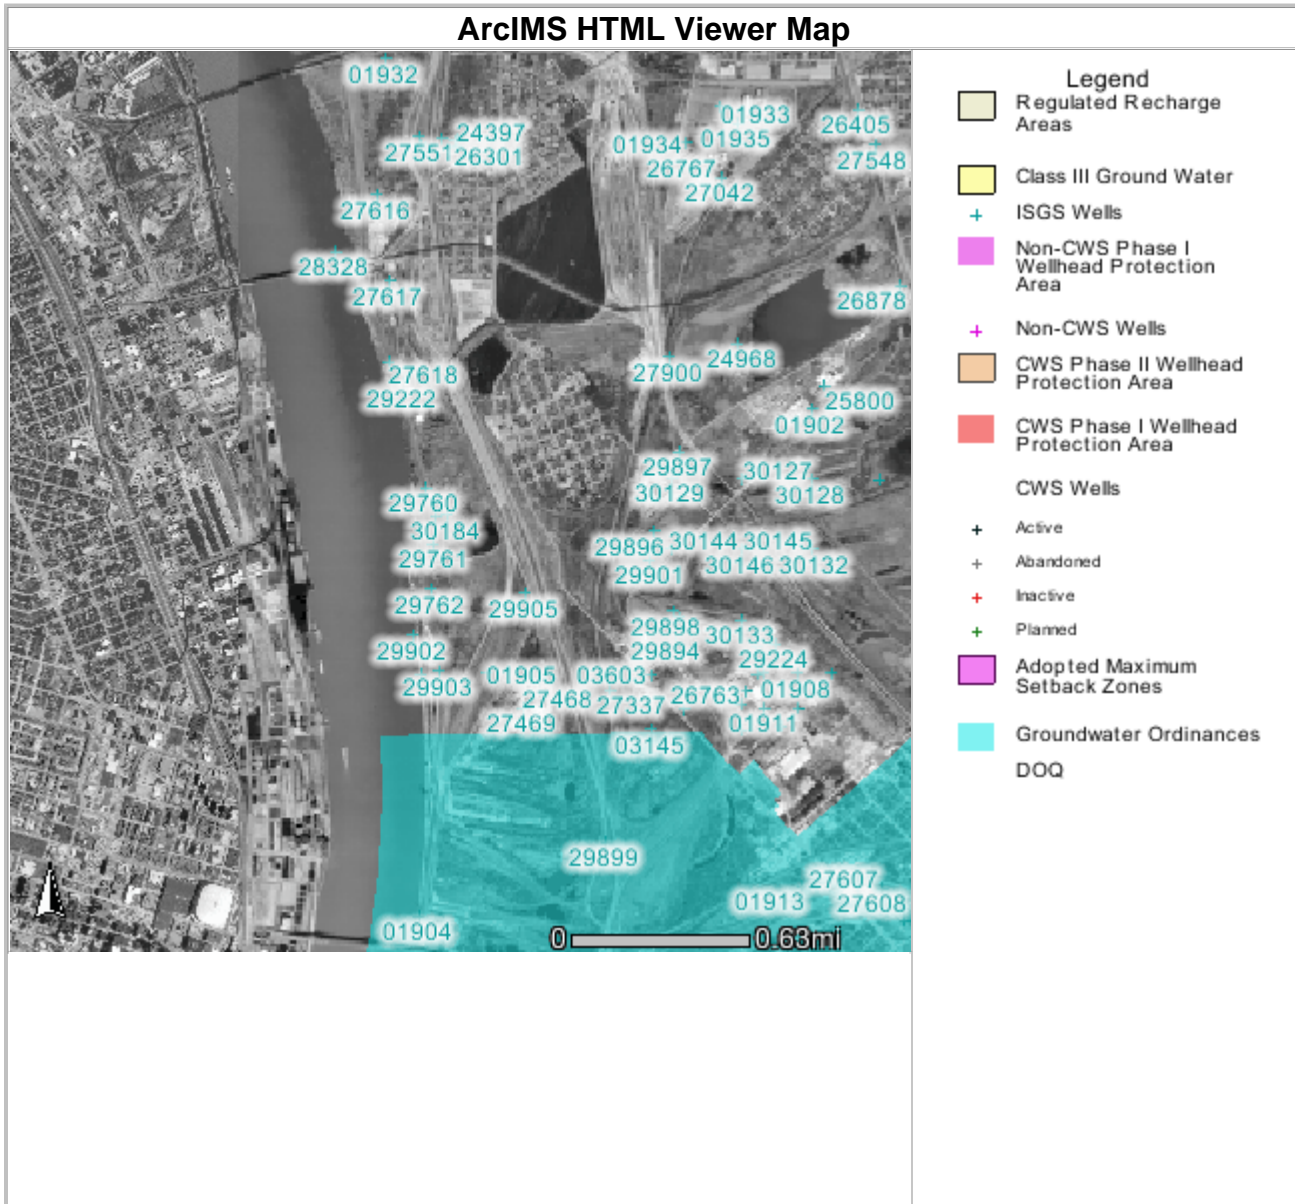 ArcIMS HTML Viewer Map
01932
01933
24397
27551
26301
01934
01935
26405
26767
27548
27042
27616
28328
27617
26878
27618
29222
27900
24968
25800
01902
29897
30127
30129
30128
29760
30184
29761
29896
30144
30145
30146
30132
29901
29762
29905
29898
30133
29902
29894
29224
29903
01905
03603
27468
27337
26763
01908
27469
01911
03145
29899
27607
01913
27608
01904
0
0.63mi
Legend
Regulated Recharge
Areas
Class III Ground Water
ISGS Wells
Non-CWS Phase I
Wellhead Protection
Area
Non-CWS Wells
CWS Phase II Wellhead
Protection Area
CWS Phase I Wellhead
Protection Area
CWS Wells
Active
Abandoned
Inactive
Planned
Adopted Maximum
Setback Zones
Groundwater Ordinances
DOQ